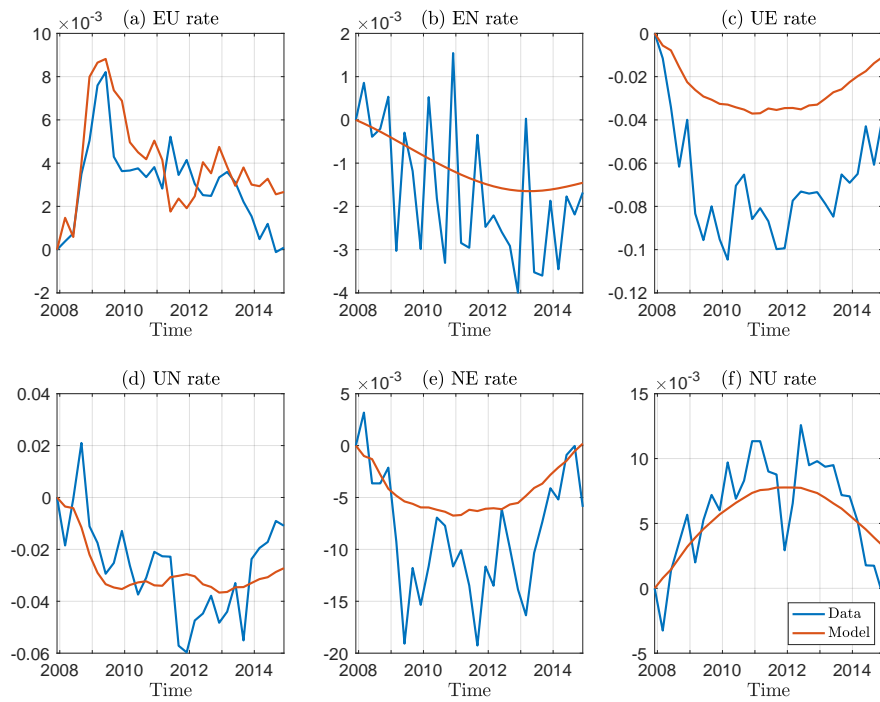 ×10⁻³ (a) EU rate
10
8
6
4
2
0
-2
2008 2010 2012 2014
Time
×10⁻³ (b) EN rate
2
1
0
-1
-2
-3
-4
2008 2010 2012 2014
Time
(c) UE rate
0
-0.02
-0.04
-0.06
-0.08
-0.1
-0.12
2008 2010 2012 2014
Time
(d) UN rate
0.04
0.02
0
-0.02
-0.04
-0.06
2008 2010 2012 2014
Time
×10⁻³ (e) NE rate
5
0
-5
-10
-15
-20
2008 2010 2012 2014
Time
×10⁻³ (f) NU rate
15
10
5
0
-5
2008 2010 2012 2014
Time
Data
Model